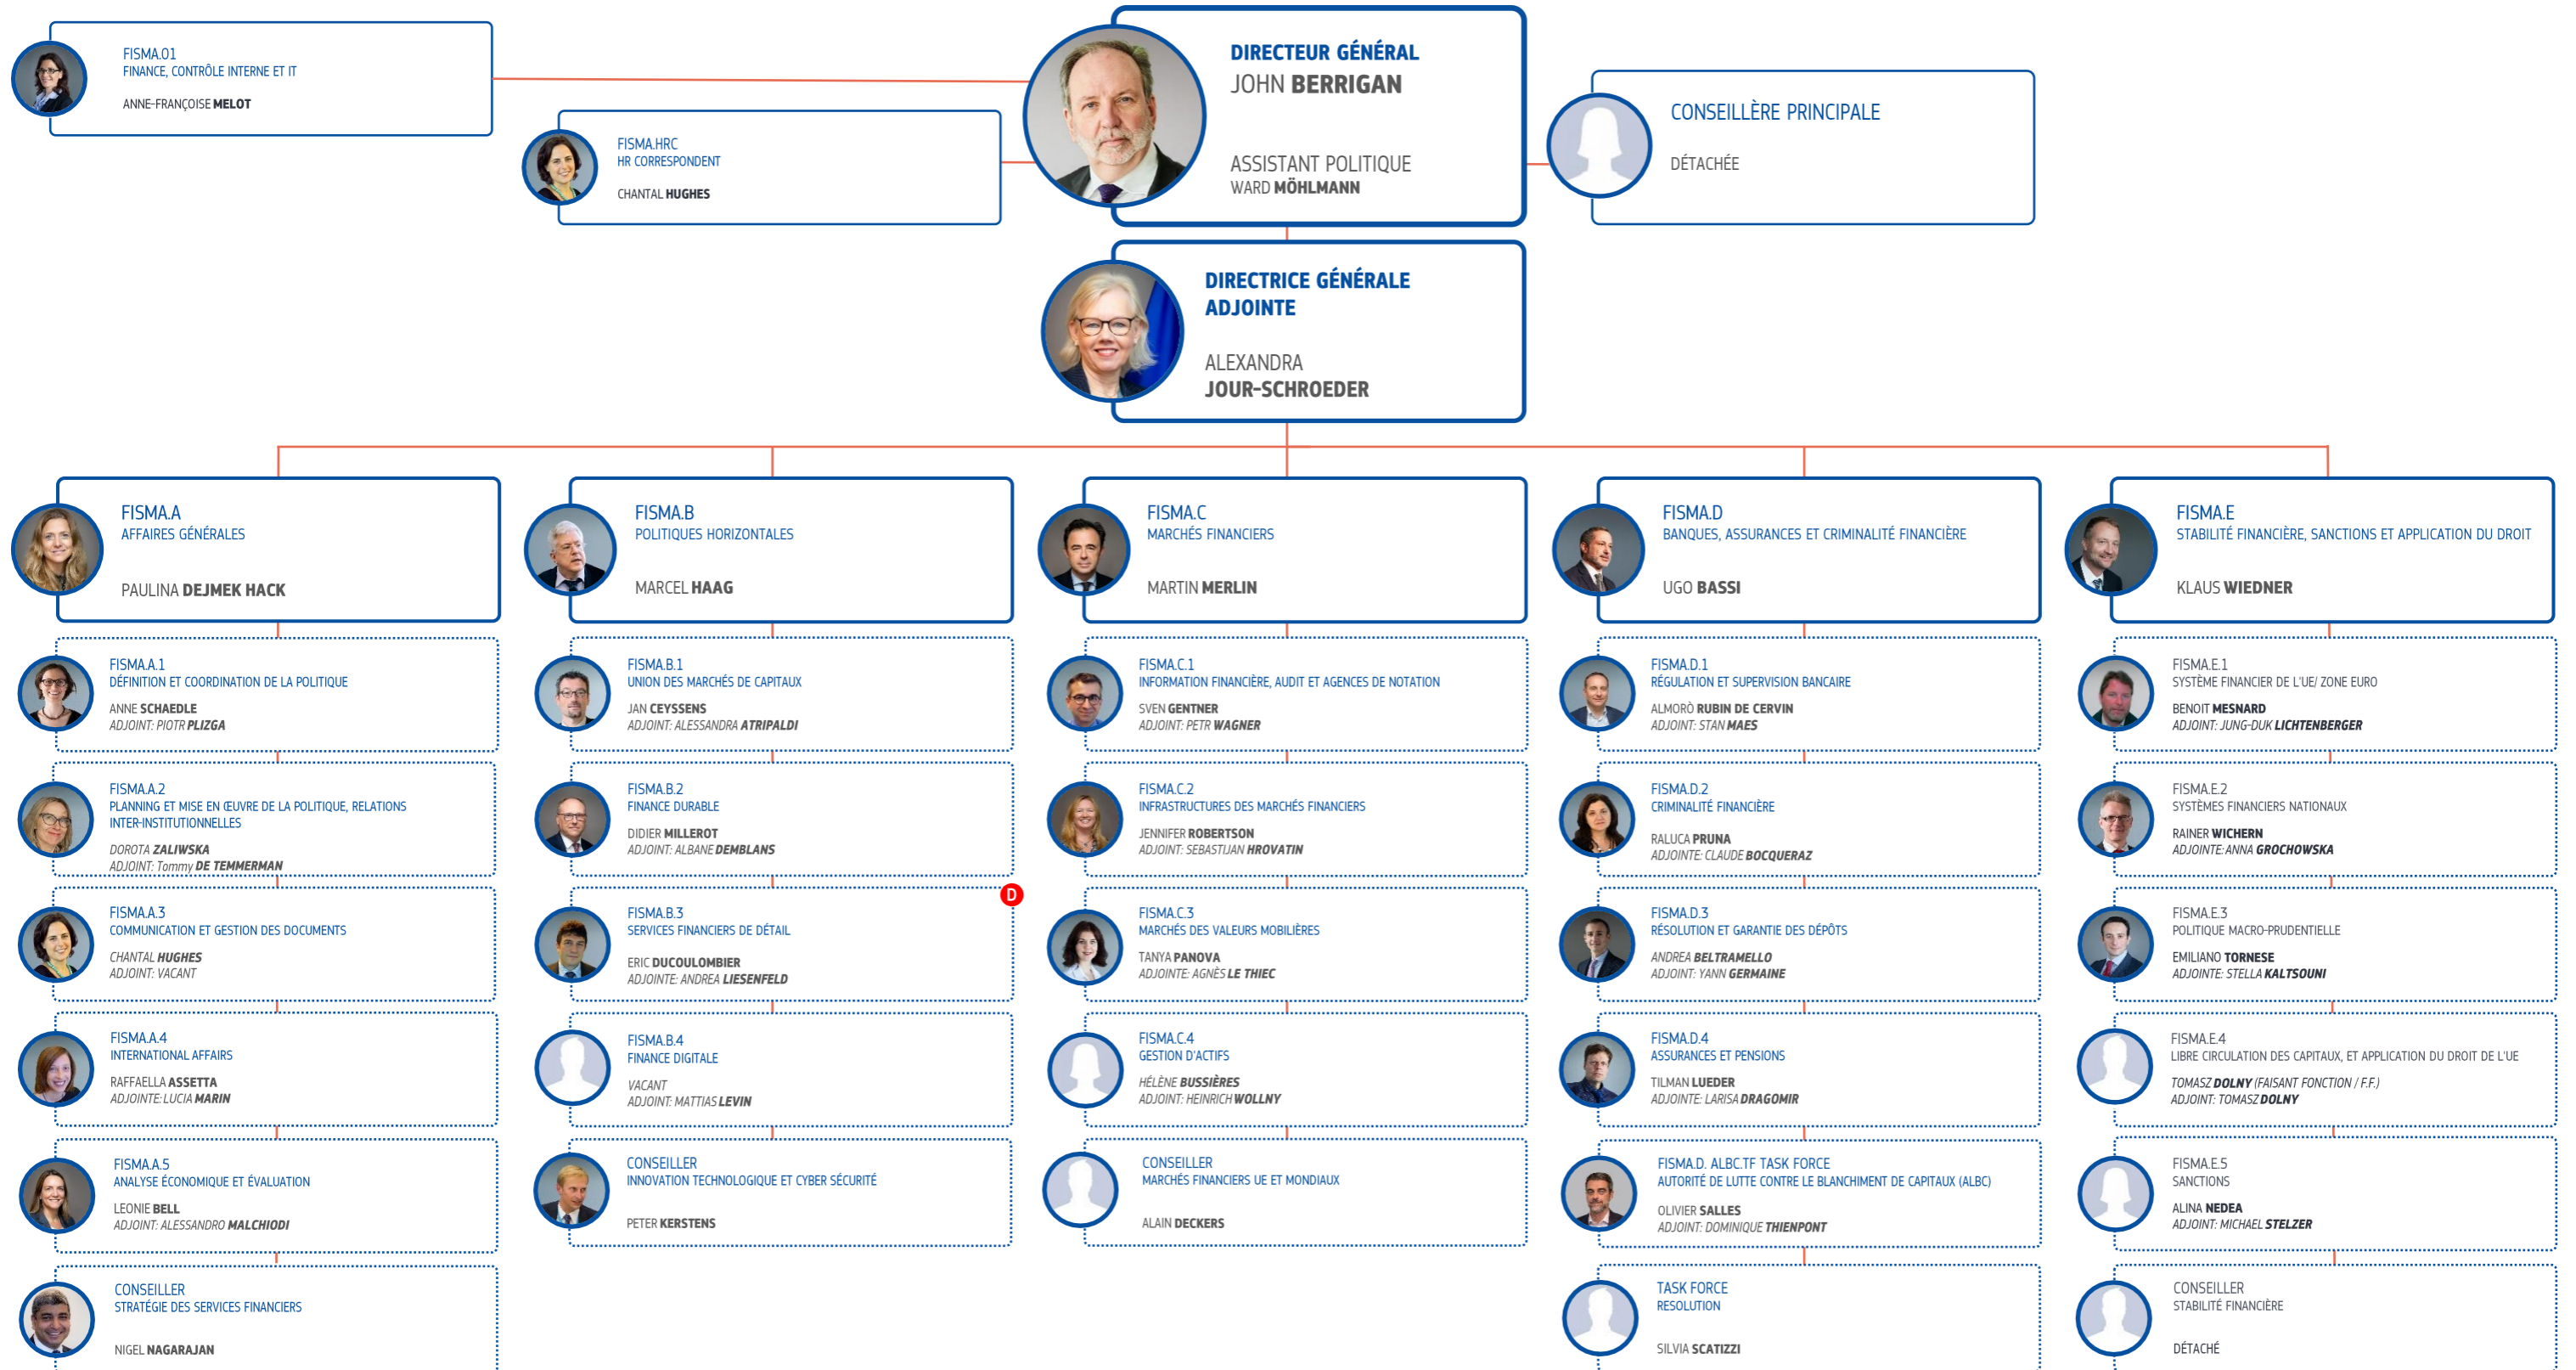 FISMA.01
FINANCE, CONTRÔLE INTERNE ET IT
ANNE-FRANÇOISE MELOT
FISMA.HRC
HR CORRESPONDENT
CHANTAL HUGHES
DIRECTEUR GÉNÉRAL
JOHN BERRIGAN
ASSISTANT POLITIQUE
WARD MÖHLMANN
CONSEILLÈRE PRINCIPALE
DÉTACHÉE
DIRECTRICE GÉNÉRALE
ADJOINTE
ALEXANDRA
JOUR-SCHROEDER
FISMA.A
AFFAIRES GÉNÉRALES
PAULINA DEJMEK HACK
FISMA.A.1
DÉFINITION ET COORDINATION DE LA POLITIQUE
ANNE SCHAEDLE
ADJOINT: PIOTR PLIZGA
FISMA.A.2
PLANNING ET MISE EN ŒUVRE DE LA POLITIQUE, RELATIONS
INTER-INSTITUTIONNELLES
DOROTA ZALIWSKA
ADJOINT: Tommy DE TEMMERMAN
FISMA.A.3
COMMUNICATION ET GESTION DES DOCUMENTS
CHANTAL HUGHES
ADJOINT: VACANT
FISMA.A.4
INTERNATIONAL AFFAIRS
RAFFAELLA ASSETTA
ADJOINTE: LUCIA MARIN
FISMA.A.5
ANALYSE ÉCONOMIQUE ET ÉVALUATION
LEONIE BELL
ADJOINT: ALESSANDRO MALCHIODI
CONSEILLER
STRATÉGIE DES SERVICES FINANCIERS
NIGEL NAGARAJAN
FISMA.B
POLITIQUES HORIZONTALES
MARCEL HAAG
FISMA.B.1
UNION DES MARCHÉS DE CAPITAUX
JAN CEYSSENS
ADJOINT: ALESSANDRA ATRIPALDI
FISMA.B.2
FINANCE DURABLE
DIDIER MILLEROT
ADJOINT: ALBANE DEMBLANS
D
FISMA.B.3
SERVICES FINANCIERS DE DÉTAIL
ERIC DUCOULOMBIER
ADJOINTE: ANDREA LIESENFELD
FISMA.B.4
FINANCE DIGITALE
VACANT
ADJOINT: MATTIAS LEVIN
CONSEILLER
INNOVATION TECHNOLOGIQUE ET CYBER SÉCURITÉ
PETER KERSTENS
FISMA.C
MARCHÉS FINANCIERS
MARTIN MERLIN
FISMA.C.1
INFORMATION FINANCIÈRE, AUDIT ET AGENCES DE NOTATION
SVEN GENTNER
ADJOINT: PETR WAGNER
FISMA.C.2
INFRASTRUCTURES DES MARCHÉS FINANCIERS
JENNIFER ROBERTSON
ADJOINT: SEBASTIJAN HROVATIN
FISMA.C.3
MARCHÉS DES VALEURS MOBILIÈRES
TANYA PANOVA
ADJOINTE: AGNÈS LE THIEC
FISMA.C.4
GESTION D'ACTIFS
HÉLÈNE BUSSIÈRES
ADJOINT: HEINRICH WOLLNY
CONSEILLER
MARCHÉS FINANCIERS UE ET MONDIAUX
ALAIN DECKERS
FISMA.D
BANQUES, ASSURANCES ET CRIMINALITÉ FINANCIÈRE
UGO BASSI
FISMA.D.1
RÉGULATION ET SUPERVISION BANCAIRE
ALMORÒ RUBIN DE CERVIN
ADJOINT: STAN MAES
FISMA.D.2
CRIMINALITÉ FINANCIÈRE
RALUCA PRUNA
ADJOINTE: CLAUDE BOCQUERAZ
FISMA.D.3
RÉSOLUTION ET GARANTIE DES DÉPÔTS
ANDREA BELTRAMELLO
ADJOINT: YANN GERMAINE
FISMA.D.4
ASSURANCES ET PENSIONS
TILMAN LUEDER
ADJOINTE: LARISA DRAGOMIR
FISMA.D. ALBC.TF TASK FORCE
AUTORITÉ DE LUTTE CONTRE LE BLANCHIMENT DE CAPITAUX (ALBC)
OLIVIER SALLES
ADJOINT: DOMINIQUE THIENPONT
TASK FORCE
RESOLUTION
SILVIA SCATIZZI
FISMA.E
STABILITÉ FINANCIÈRE, SANCTIONS ET APPLICATION DU DROIT
KLAUS WIEDNER
FISMA.E.1
SYSTÈME FINANCIER DE L'UE/ ZONE EURO
BENOIT MESNARD
ADJOINT: JUNG-DUK LICHTENBERGER
FISMA.E.2
SYSTÈMES FINANCIERS NATIONAUX
RAINER WICHERN
ADJOINTE: ANNA GROCHOWSKA
FISMA.E.3
POLITIQUE MACRO-PRUDENTIELLE
EMILIANO TORNESE
ADJOINTE: STELLA KALTSOUNI
FISMA.E.4
LIBRE CIRCULATION DES CAPITAUX, ET APPLICATION DU DROIT DE L'UE
TOMASZ DOLNY (FAISANT FONCTION / F.F.)
ADJOINT: TOMASZ DOLNY
FISMA.E.5
SANCTIONS
ALINA NEDEA
ADJOINT: MICHAEL STELZER
CONSEILLER
STABILITÉ FINANCIÈRE
DÉTACHÉ